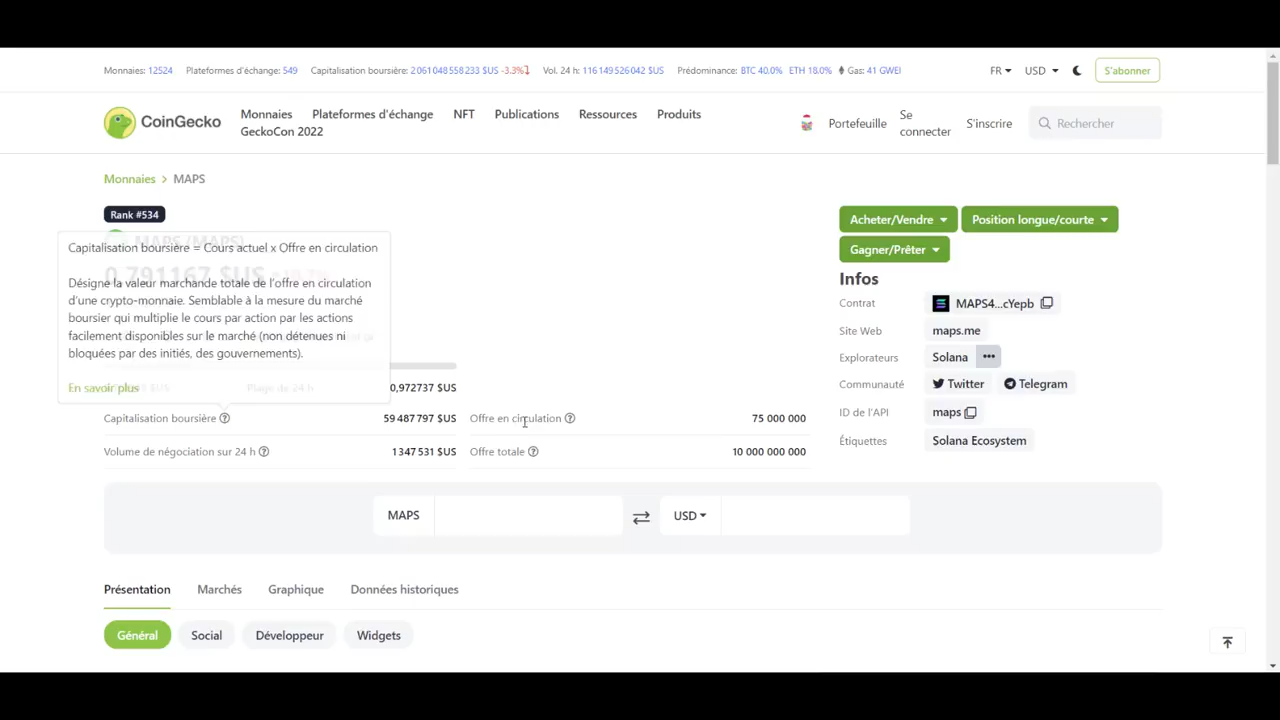 Monnaies: 12524 Plateformes d'échange: 549 Capitalisation boursière: 2 061 048 558 233 $US -3.3% Vol. 24 h: 116 149 526 042 $US Prédominance: BTC 40,0% ETH 18.0% Gas: 41 GWEI FR USD S'abonner
CoinGecko Monnaies Plateformes d'échange NFT Publications Ressources Produits
GeckoCon 2022
Portefeuille Se connecter S'inscrire Rechercher
Monnaies > MAPS
Rank #534
MAPS (MAPS)
0,791167 $US
Capitalisation boursière = Cours actuel x Offre en circulation
Désigne la valeur marchande totale de l'offre en circulation
d'une crypto-monnaie. Semblable à la mesure du marché
boursier qui multiplie le cours par action par les actions
facilement disponibles sur le marché (non détenues ni
bloquées par des initiés, des gouvernements).
En savoir plus
Plage de 24 h 0,972737 $US
Capitalisation boursière 59 487 797 $US Offre en circulation 75 000 000
Volume de négociation sur 24 h 1 347 531 $US Offre totale 10 000 000 000
Acheter/Vendre Position longue/courte
Gagner/Prêter
Infos
Contrat MAPS4...cYepb
Site Web maps.me
Explorateurs Solana •••
Communauté Twitter Telegram
ID de l'API maps
Étiquettes Solana Ecosystem
MAPS USD
Présentation Marchés Graphique Données historiques
Général Social Développeur Widgets